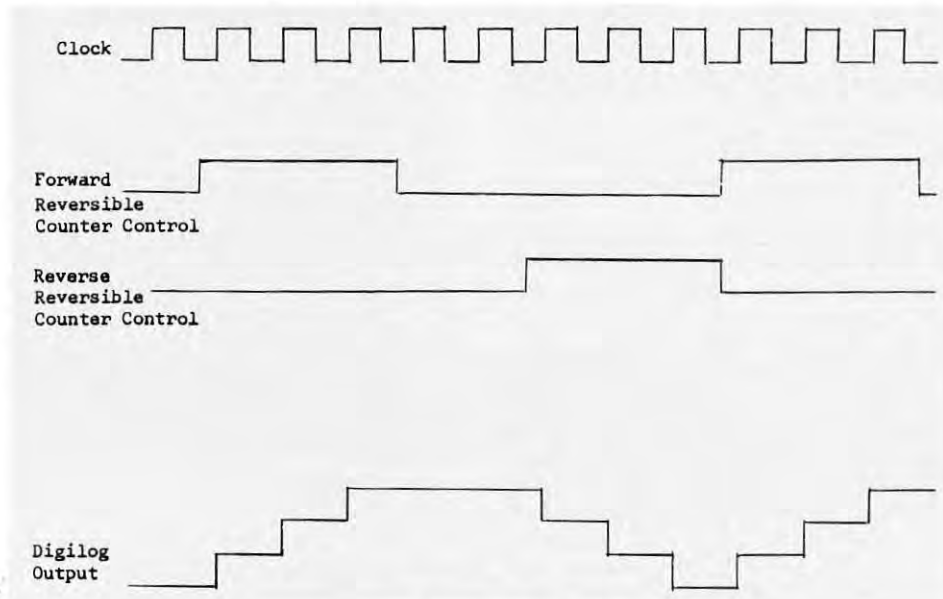 Clock
Forward
Reversible
Counter Control
Reverse
Reversible
Counter Control
Digilog
Output